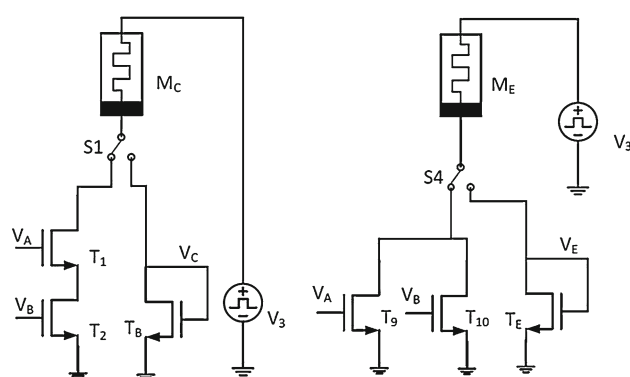 M_C
S1
V_A
T_1
V_B
T_2
V_C
T_B
V_3
M_E
V_3
S4
V_A
T_9
V_B
T_10
V_E
T_E